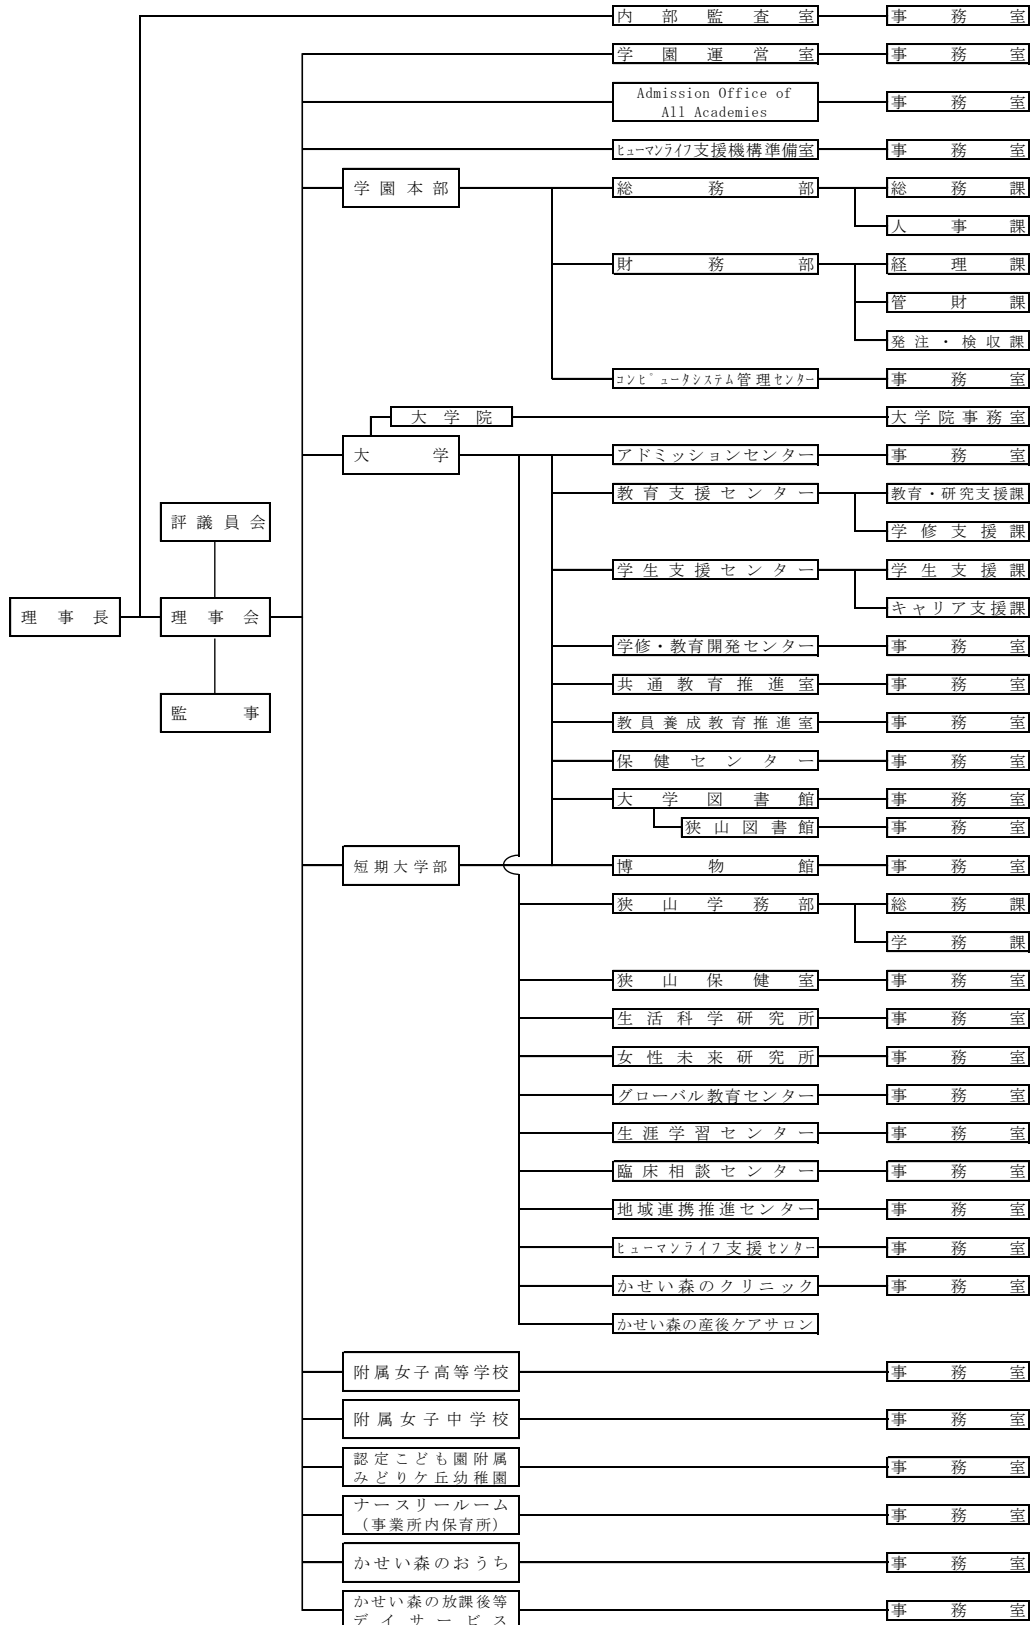 内部監査室 事務室
学園運営室 事務室
Admission Office of
All Academies
事務室
ヒューマンライフ支援機構準備室 事務室
学園本部 総務部 総務課
人事課
財務部 経理課
管財課
発注・検収課
コンピュータシステム管理センター 事務室
大学院 大学院事務室
大学 アドミッションセンター 事務室
教育支援センター 教育・研究支援課
評議員会 学修支援課
学生支援センター 学生支援課
理事長 理事会 キャリア支援課
学修・教育開発センター 事務室
共通教育推進室 事務室
監事 教員養成教育推進室 事務室
保健センター 事務室
大学図書館 事務室
狭山図書館 事務室
短期大学部 博物館 事務室
狭山学務部 総務課
学務課
狭山保健室 事務室
生活科学研究所 事務室
女性未来研究所 事務室
グローバル教育センター 事務室
生涯学習センター 事務室
臨床相談センター 事務室
地域連携推進センター 事務室
ヒューマンライフ支援センター 事務室
かせい森のクリニック 事務室
かせい森の産後ケアサロン
附属女子高等学校 事務室
附属女子中学校 事務室
認定こども園附属
みどりケ丘幼稚園
事務室
ナースリールーム
（事業所内保育所）
事務室
かせい森のおうち 事務室
かせい森の放課後等
デイサービス
事務室